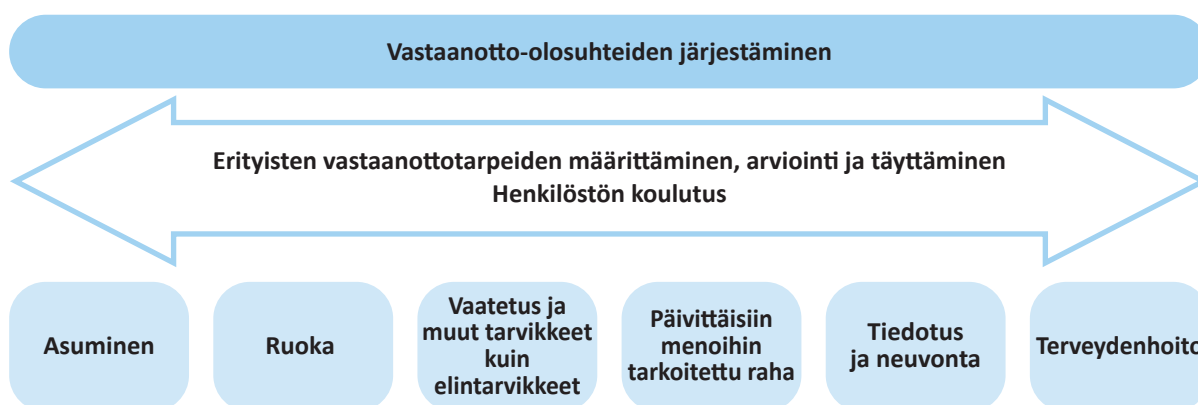 Vastaanotto-olosuhteiden järjestäminen
Erityisten vastaanottotarpeiden määrittäminen, arviointi ja täyttäminen
Henkilöstön koulutus
Asuminen
Ruoka
Vaatetus ja
muut tarvikkeet
kuin
elintarvikkeet
Päivittäisiin
menoihin
tarkoitettu raha
Tiedotus
ja neuvonta
Terveydenhoito